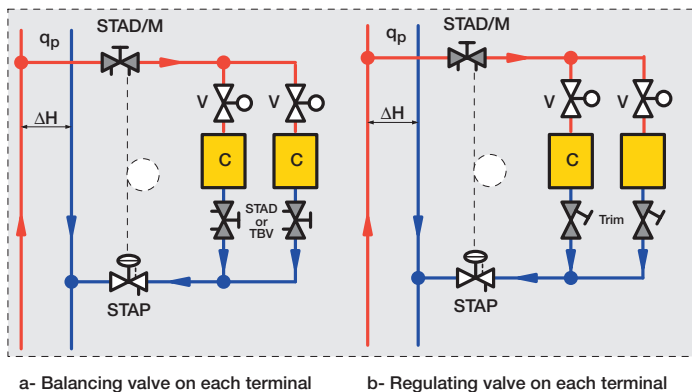 STAD/M
qp
V
V
ΔH
C
C
STAD
or
TBV
STAP
STAD/M
qp
V
V
ΔH
C
Trim
STAP
a- Balancing valve on each terminal
b- Regulating valve on each terminal